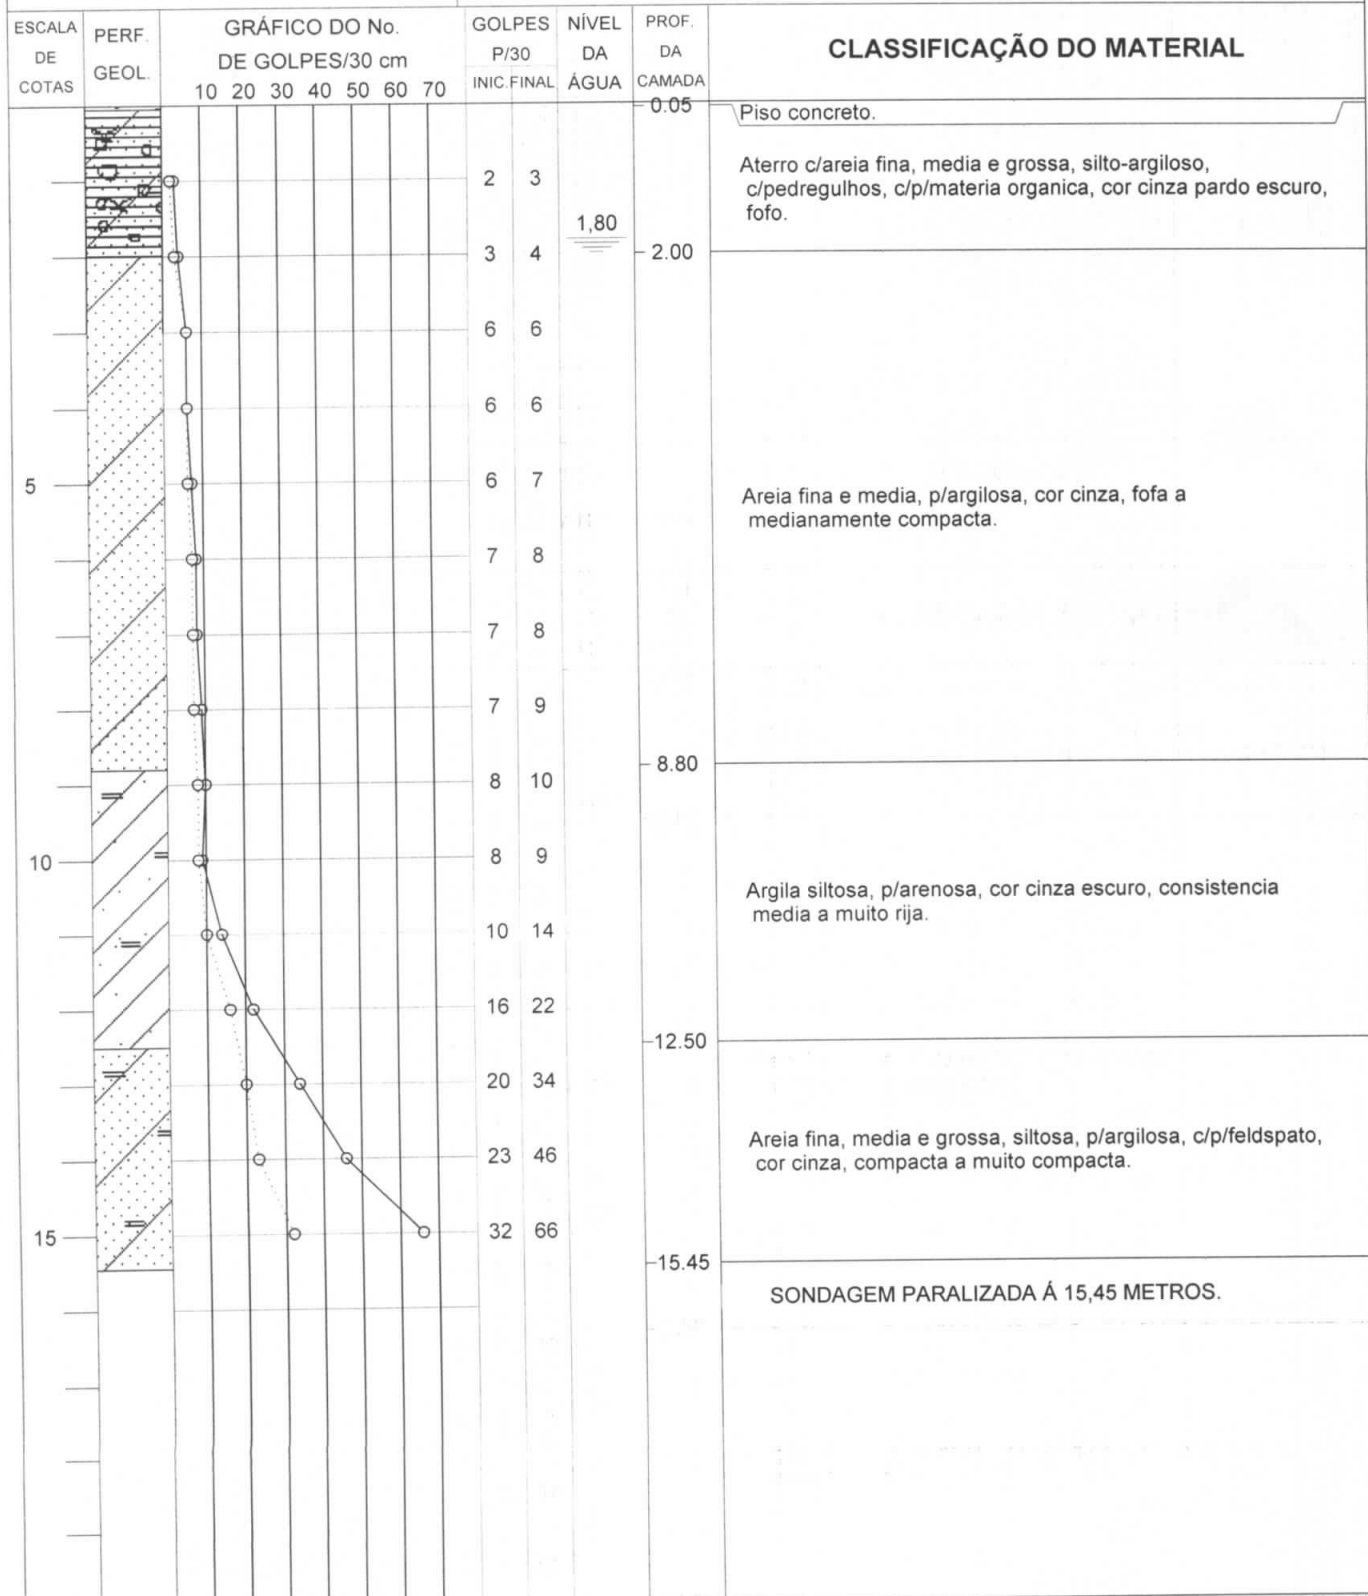 ESCALA DE COTAS
PERF. GEOL.
GRÁFICO DO No. DE GOLPES/30 cm
10 20 30 40 50 60 70
GOLPES P/30
INIC. FINAL
NÍVEL DA ÁGUA
PROF. DA CAMADA
CLASSIFICAÇÃO DO MATERIAL
0.05
Piso concreto.
Aterro c/areia fina, media e grossa, silto-argiloso,
c/pedregulhos, c/p/materia organica, cor cinza pardo escuro,
fofo.
2 3
1,80
3 4
2.00
6 6
6 6
5
6 7
Areia fina e media, p/argilosa, cor cinza, fofa a
medianamente compacta.
7 8
7 8
7 9
8.80
8 10
10
8 9
Argila siltosa, p/arenosa, cor cinza escuro, consistencia
media a muito rija.
10 14
16 22
12.50
20 34
Areia fina, media e grossa, siltosa, p/argilosa, c/p/feldspato,
cor cinza, compacta a muito compacta.
23 46
15
32 66
15.45
SONDAGEM PARALIZADA Á 15,45 METROS.